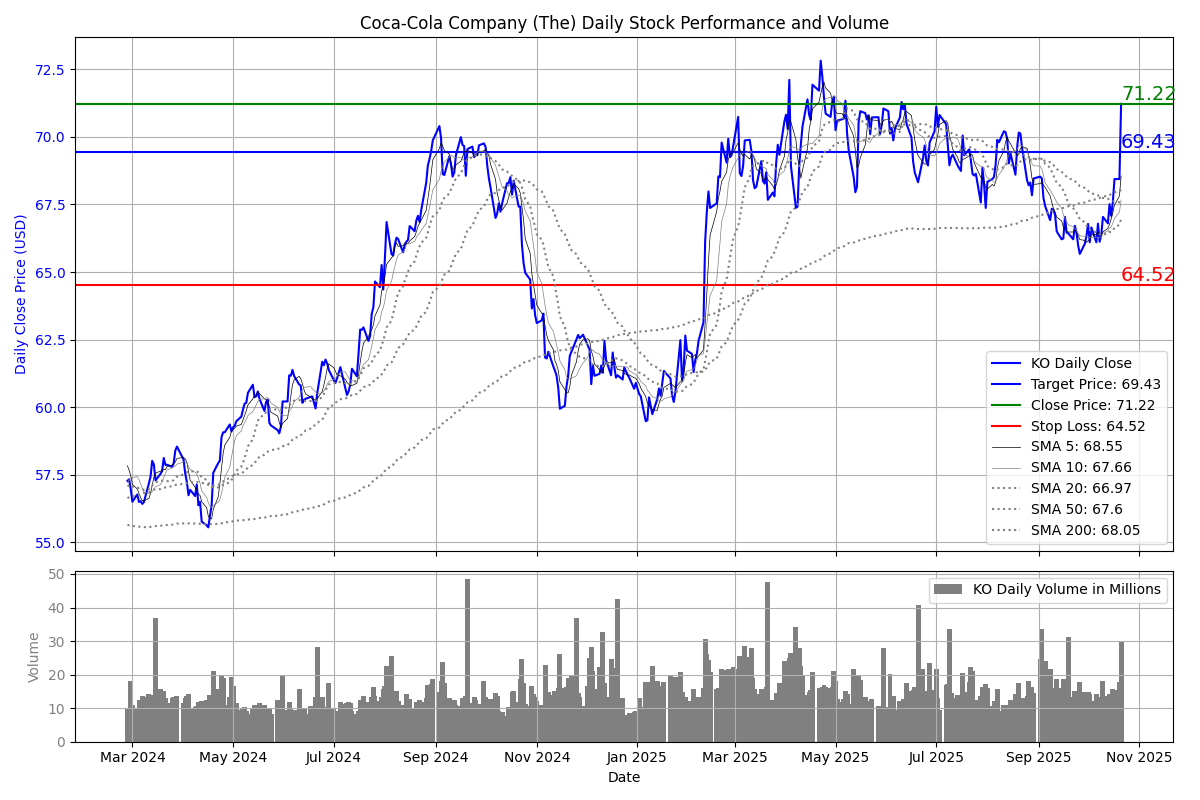 Coca-Cola Company (The) Daily Stock Performance and Volume
Daily Close Price (USD)
72.5
70.0
67.5
65.0
62.5
60.0
57.5
55.0
71.22
69.43
64.52
KO Daily Close
Target Price: 69.43
Close Price: 71.22
Stop Loss: 64.52
SMA 5: 68.55
SMA 10: 67.66
SMA 20: 66.97
SMA 50: 67.6
SMA 200: 68.05
Volume
50
40
30
20
10
0
KO Daily Volume in Millions
Mar 2024 May 2024 Jul 2024 Sep 2024 Nov 2024 Jan 2025 Mar 2025 May 2025 Jul 2025 Sep 2025 Nov 2025
Date